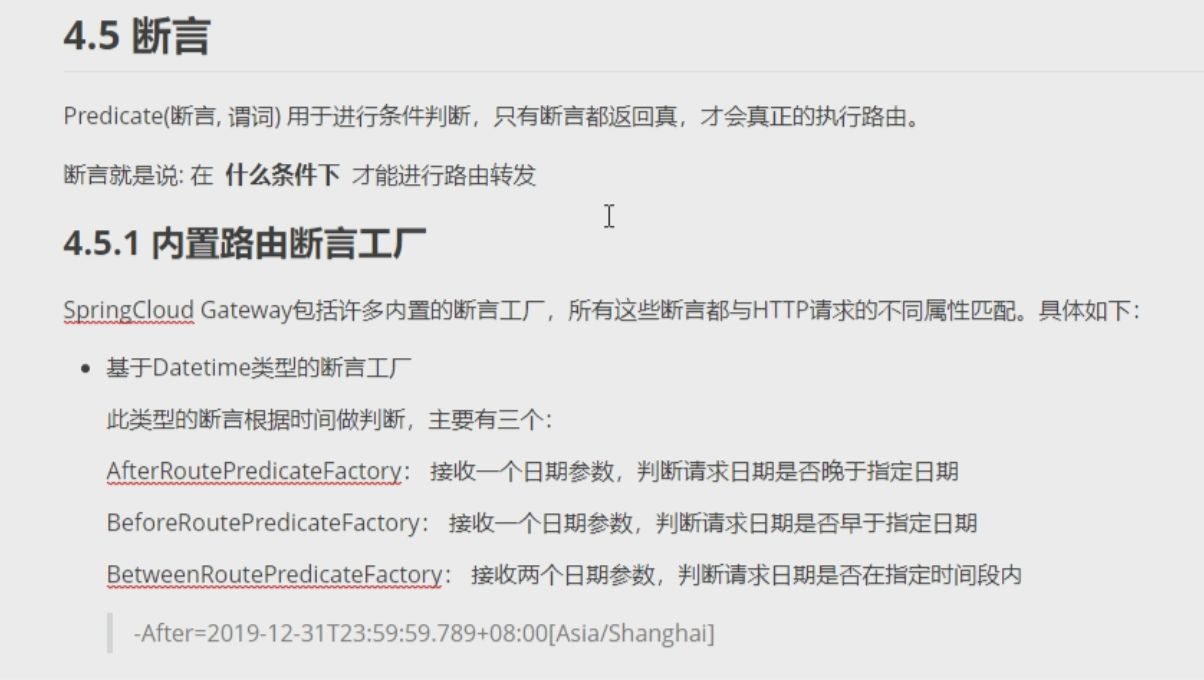 4.5 断言
Predicate(断言, 谓词) 用于进行条件判断，只有断言都返回真，才会真正的执行路由。
断言就是说: 在 什么条件下 才能进行路由转发
4.5.1 内置路由断言工厂
SpringCloud Gateway包括许多内置的断言工厂，所有这些断言都与HTTP请求的不同属性匹配。具体如下：
• 基于Datetime类型的断言工厂
此类型的断言根据时间做判断，主要有三个：
AfterRoutePredicateFactory： 接收一个日期参数，判断请求日期是否晚于指定日期
BeforeRoutePredicateFactory： 接收一个日期参数，判断请求日期是否早于指定日期
BetweenRoutePredicateFactory： 接收两个日期参数，判断请求日期是否在指定时间段内
-After=2019-12-31T23:59:59.789+08:00[Asia/Shanghai]